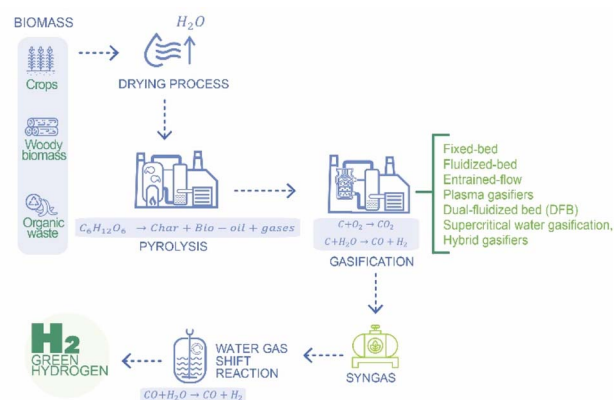 BIOMASS
Crops
Woody
biomass
Organic
waste
H₂O
DRYING PROCESS
C₆H₁₂O₆ → Char + Bio − oil + gases
PYROLYSIS
C+O₂ → CO₂
C+H₂O → CO + H₂
GASIFICATION
Fixed-bed
Fluidized-bed
Entrained-flow
Plasma gasifiers
Dual-fluidized bed (DFB)
Supercritical water gasification,
Hybrid gasifiers
SYNGAS
WATER GAS
SHIFT
REACTION
CO+H₂O → CO + H₂
H2
GREEN
HYDROGEN